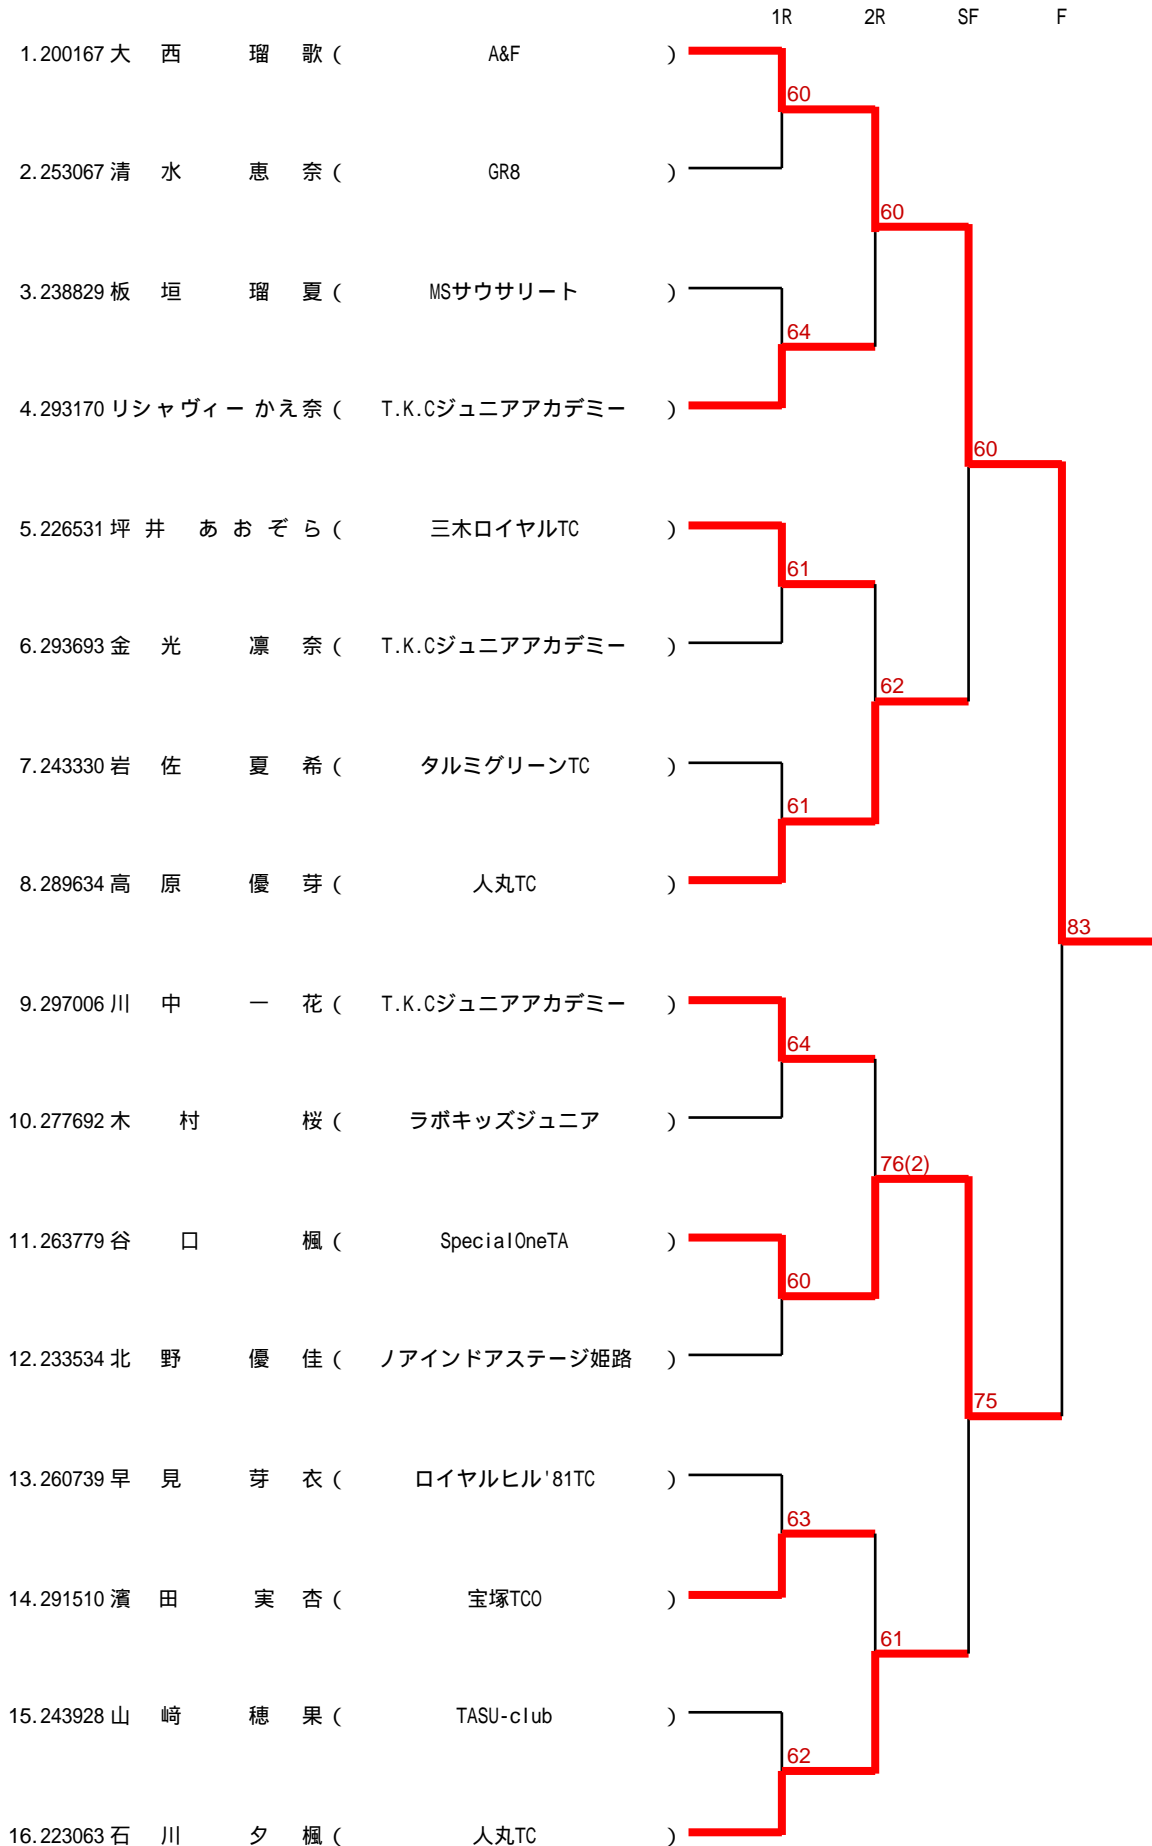 1R 2R SF F
1.200167 大 西 瑠 歌 ( A&F )
60
2.253067 清 水 恵 奈 ( GR8 )
60
3.238829 板 垣 瑠 夏 ( MSサウサリート )
64
4.293170 リシャヴィー かえ奈 ( T.K.Cジュニアアカデミー )
60
5.226531 坪 井 あ お ぞ ら ( 三木ロイヤルTC )
61
6.293693 金 光 凛 奈 ( T.K.Cジュニアアカデミー )
62
7.243330 岩 佐 夏 希 ( タルミグリーンTC )
61
8.289634 高 原 優 芽 ( 人丸TC )
83
9.297006 川 中 一 花 ( T.K.Cジュニアアカデミー )
64
10.277692 木 村 桜 ( ラボキッズジュニア )
76(2)
11.263779 谷 口 楓 ( SpecialOneTA )
60
12.233534 北 野 優 佳 ( ノアインドアステージ姫路 )
75
13.260739 早 見 芽 衣 ( ロイヤルヒル'81TC )
63
14.291510 濱 田 実 杏 ( 宝塚TCO )
61
15.243928 山 﨑 穂 果 ( TASU-club )
62
16.223063 石 川 夕 楓 ( 人丸TC )